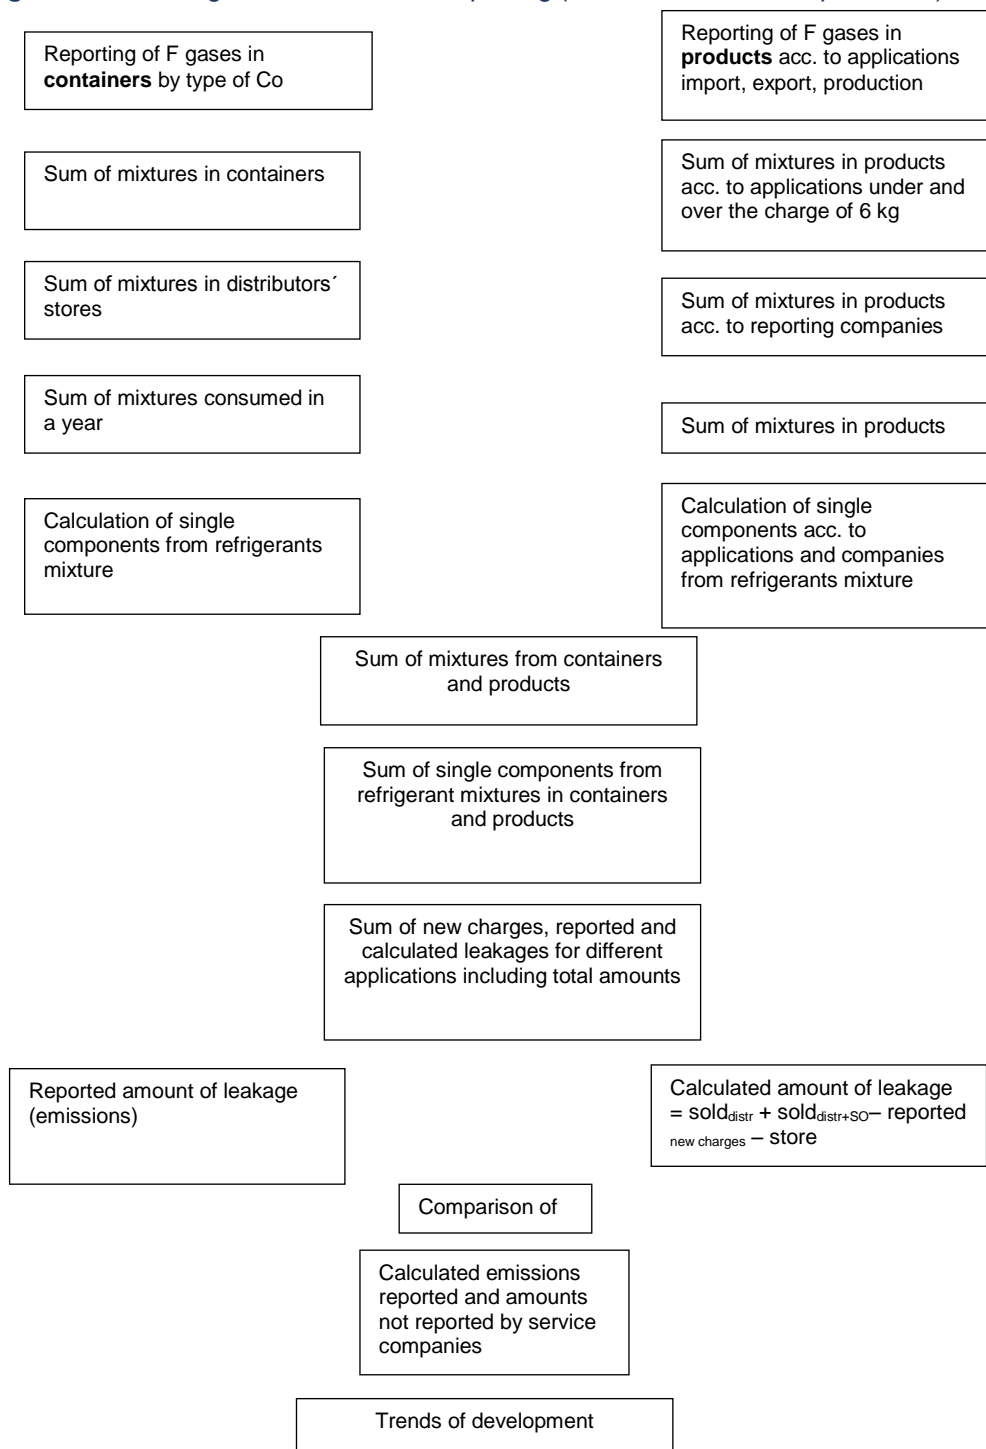 Reporting of F gases in
containers by type of Co
Reporting of F gases in
products acc. to applications
import, export, production
Sum of mixtures in containers
Sum of mixtures in products
acc. to applications under and
over the charge of 6 kg
Sum of mixtures in distributors´
stores
Sum of mixtures in products
acc. to reporting companies
Sum of mixtures consumed in
a year
Sum of mixtures in products
Calculation of single
components from refrigerants
mixture
Calculation of single
components acc. to
applications and companies
from refrigerants mixture
Sum of mixtures from containers
and products
Sum of single components from
refrigerant mixtures in containers
and products
Sum of new charges, reported and
calculated leakages for different
applications including total amounts
Reported amount of leakage
(emissions)
Calculated amount of leakage
= sold distr + sold distr+SO – reported
new charges – store
Comparison of
Calculated emissions
reported and amounts
not reported by service
companies
Trends of development